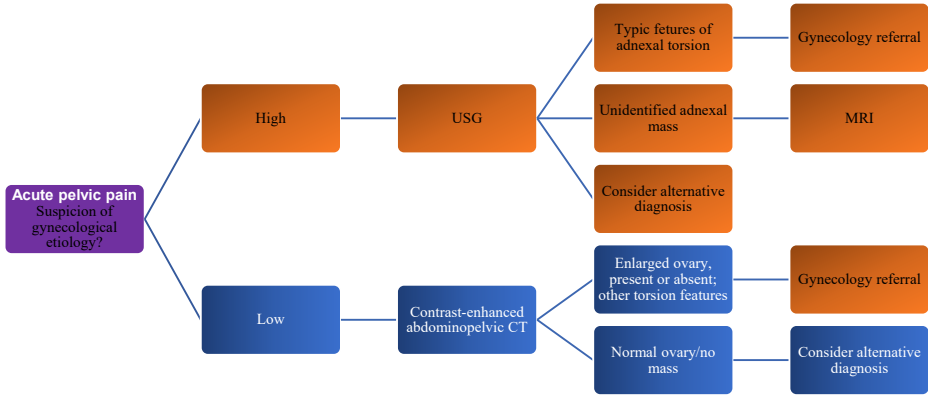 Acute pelvic pain
Suspicion of
gynecological
etiology?
High
USG
Typic fetures of
adnexal torsion
Gynecology referral
Unidentified adnexal
mass
MRI
Consider alternative
diagnosis
Low
Contrast-enhanced
abdominopelvic CT
Enlarged ovary,
present or absent;
other torsion features
Gynecology referral
Normal ovary/no
mass
Consider alternative
diagnosis